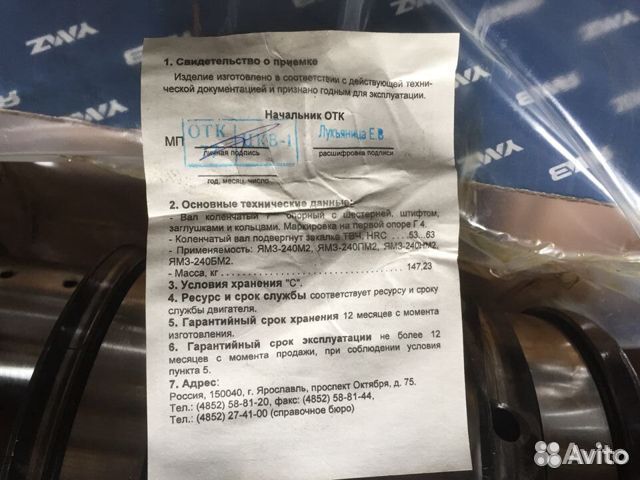 YMZ
YMZ
1. Свидетельство о приемке
Изделие изготовлено в соответствии с действующей техни-
ческой документацией и признано годным для эксплуатации.
Начальник ОТК
МП
ОТК
Лукьяница Е.В
личная подпись
расшифровка подписи
год, месяц, число
2. Основные технические данные:
- Вал коленчатый опорный с шестерней, штифтом,
заглушками и кольцами. Маркировка на первой опоре Г 4.
- Коленчатый вал подвергнут закалке ТВЧ, HRC ... 53...63
- Применяемость: ЯМЗ-240М2, ЯМЗ-240ПМ2, ЯМЗ-240НМ2,
ЯМЗ-240БМ2.
- Масса, кг 147,23
3. Условия хранения "С".
4. Ресурс и срок службы соответствует ресурсу и сроку
службы двигателя.
5. Гарантийный срок хранения 12 месяцев с момента
изготовления.
6. Гарантийный срок эксплуатации не более 12
месяцев с момента продажи, при соблюдении условия
пункта 5.
7. Адрес:
Россия, 150040, г. Ярославль, проспект Октября, д. 75.
Тел.: (4852) 58-81-20, факс: (4852) 58-81-44,
Тел.: (4852) 27-41-00 (справочное бюро)
Avito